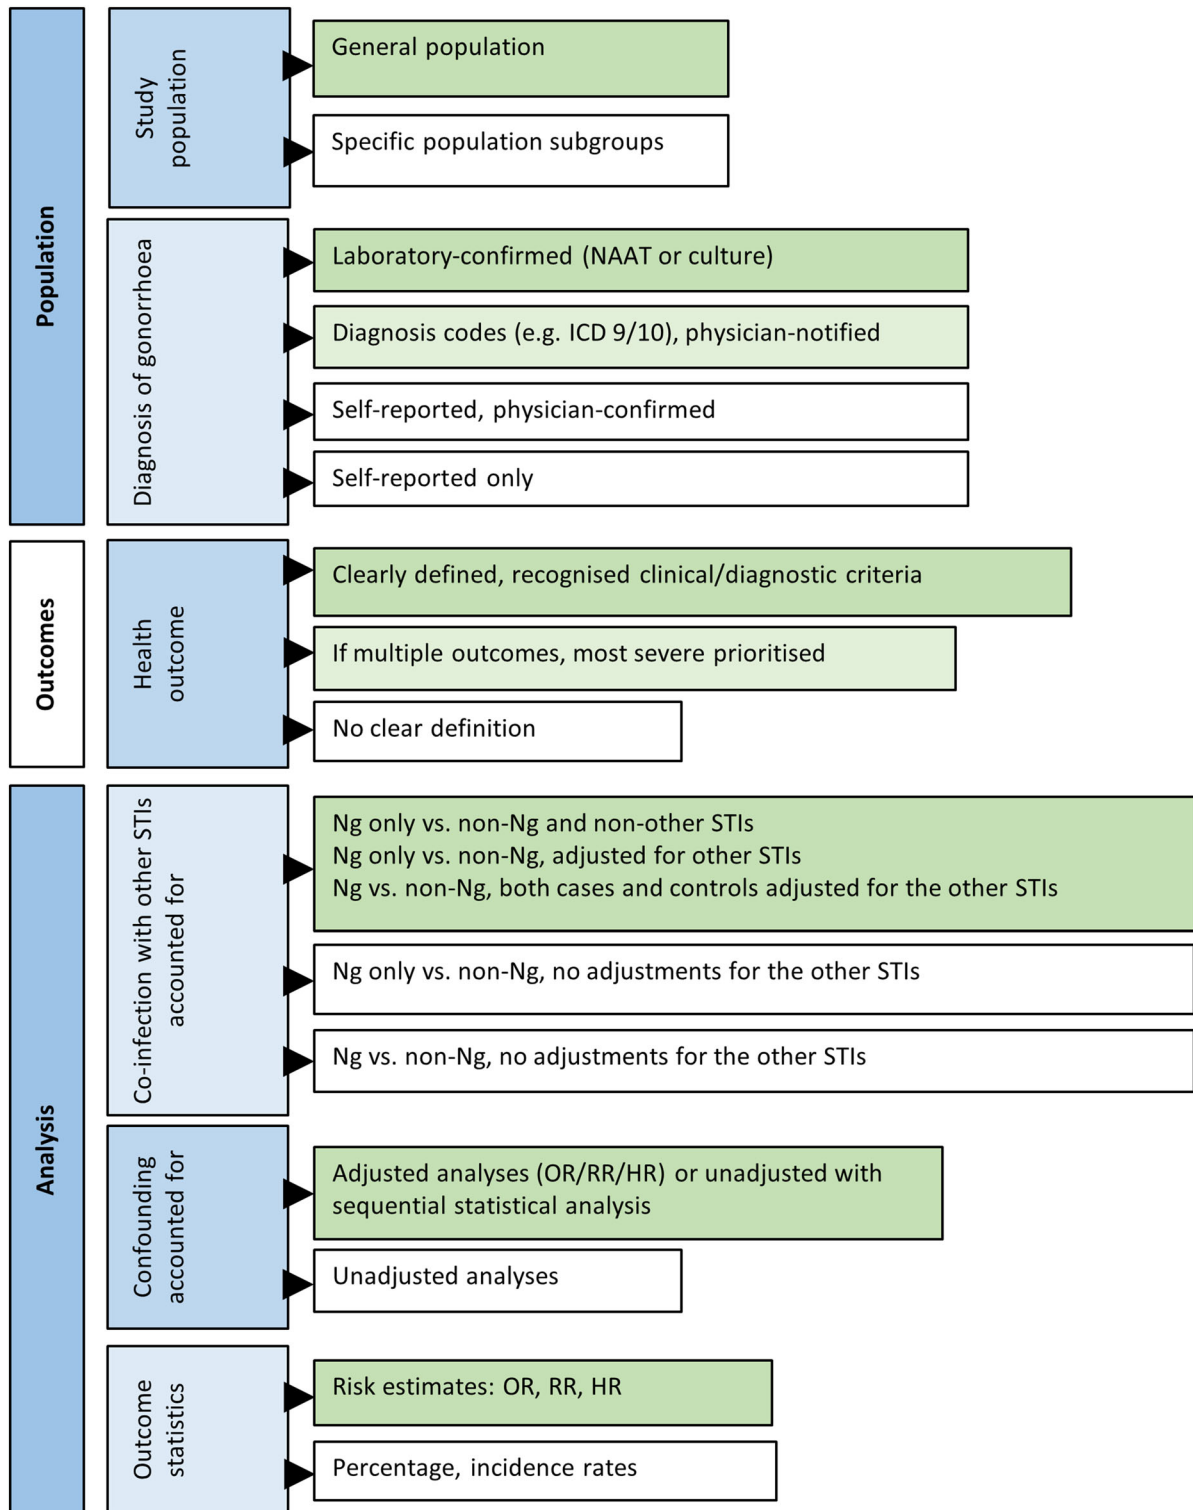 Population
Study
population
General population
Specific population subgroups
Diagnosis of gonorrhoea
Laboratory-confirmed (NAAT or culture)
Diagnosis codes (e.g. ICD 9/10), physician-notified
Self-reported, physician-confirmed
Self-reported only
Outcomes
Health
outcome
Clearly defined, recognised clinical/diagnostic criteria
If multiple outcomes, most severe prioritised
No clear definition
Analysis
Co-infection with other STIs
accounted for
Ng only vs. non-Ng and non-other STIs
Ng only vs. non-Ng, adjusted for other STIs
Ng vs. non-Ng, both cases and controls adjusted for the other STIs
Ng only vs. non-Ng, no adjustments for the other STIs
Ng vs. non-Ng, no adjustments for the other STIs
Confounding
accounted for
Adjusted analyses (OR/RR/HR) or unadjusted with
sequential statistical analysis
Unadjusted analyses
Outcome
statistics
Risk estimates: OR, RR, HR
Percentage, incidence rates